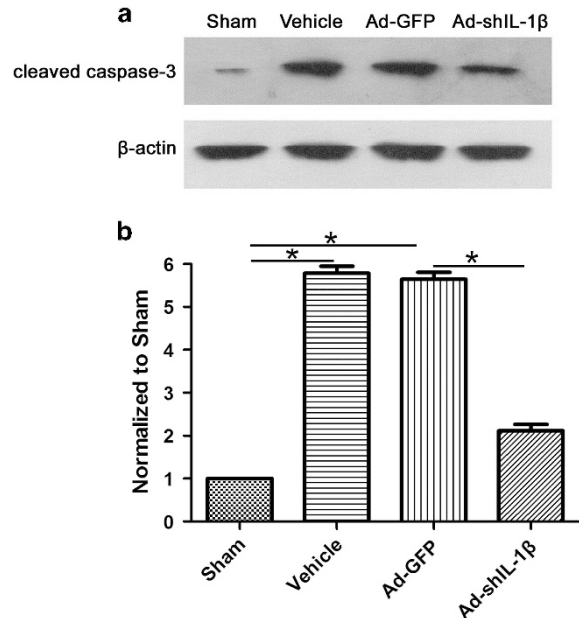 a
Sham Vehicle Ad-GFP Ad-shIL-1β
cleaved caspase-3
β-actin
b
* * *
Normalized to Sham
6
5
4
3
2
1
0
Sham Vehicle Ad-GFP Ad-shIL-1β